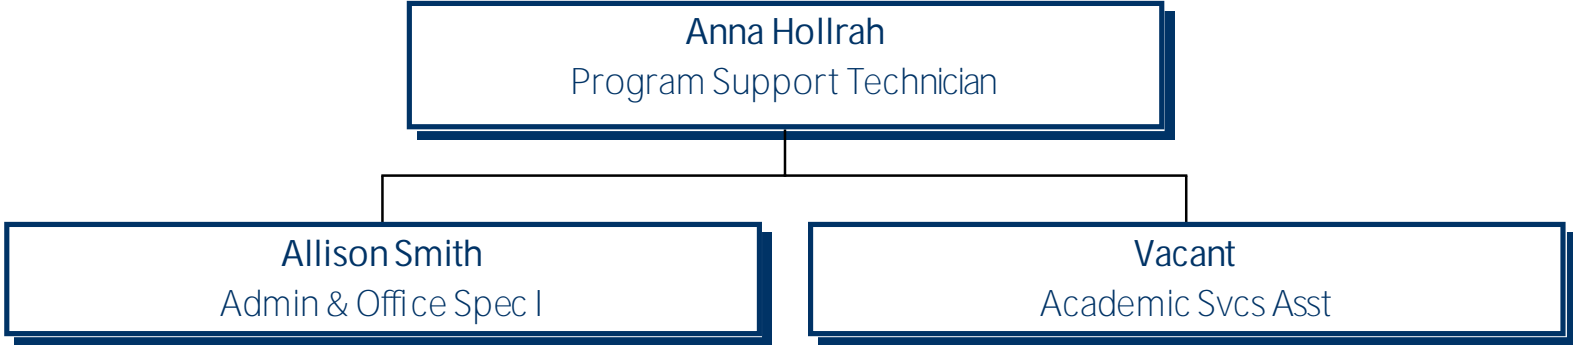 Anna Hollrah
Program Support Technician
Allison Smith
Admin & Office Spec I
Vacant
Academic Svcs Asst